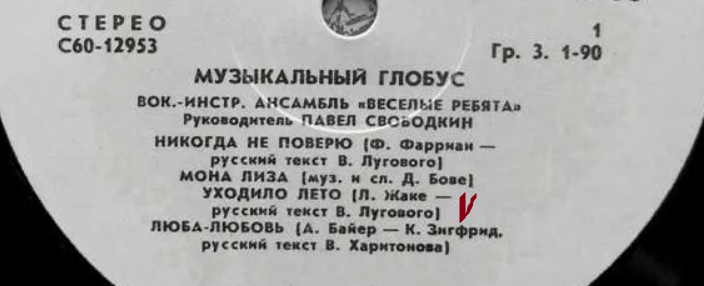 СТЕРЕО
С60-12953
1
Гр. 3. 1-90
МУЗЫКАЛЬНЫЙ ГЛОБУС
ВОК.-ИНСТР. АНСАМБЛЬ «ВЕСЕЛЫЕ РЕБЯТА»
Руководитель ПАВЕЛ СВОБОДКИН
НИКОГДА НЕ ПОВЕРЮ (Ф. Фарриан —
русский текст В. Лугового)
МОНА ЛИЗА (муз. и сл. Д. Бове)
УХОДИЛО ЛЕТО (Л. Жаке —
русский текст В. Лугового)
ЛЮБА-ЛЮБОВЬ (А. Байер — К. Зигфрид,
русский текст В. Харитонова)